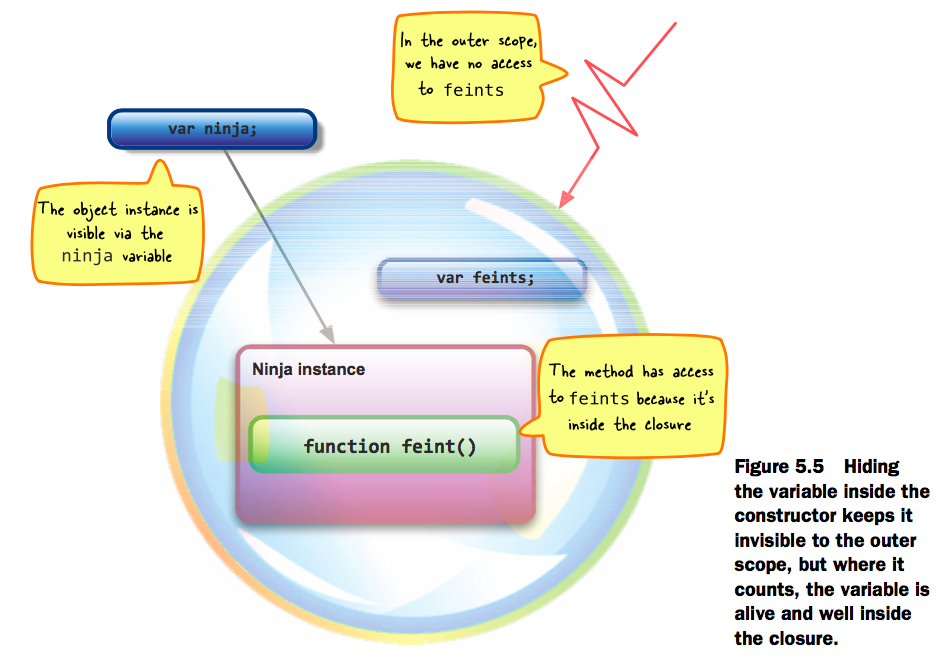 In the outer scope,
we have no access
to feints
var ninja;
The object instance is
visible via the
ninja variable
var feints;
Ninja instance
The method has access
to feints because it's
inside the closure
function feint()
Figure 5.5 Hiding
the variable inside the
constructor keeps it
invisible to the outer
scope, but where it
counts, the variable is
alive and well inside
the closure.